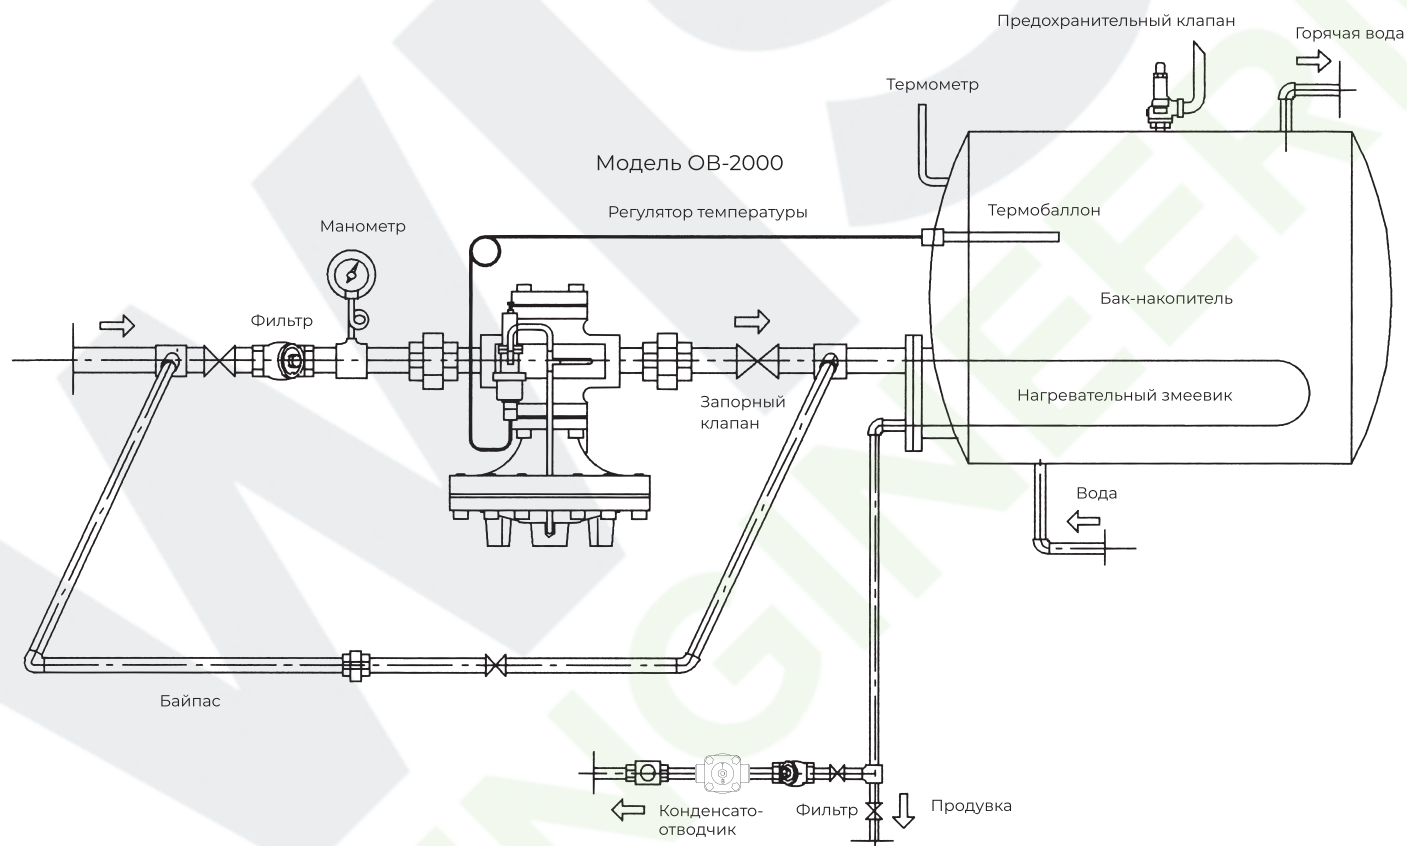 Предохранительный клапан
Горячая вода
Термометр
Модель OB-2000
Регулятор температуры
Термобаллон
Манометр
Фильтр
Бак-накопитель
Запорный
клапан
Нагревательный змеевик
Вода
Байпас
Конденсато-
отводчик
Фильтр
Продувка